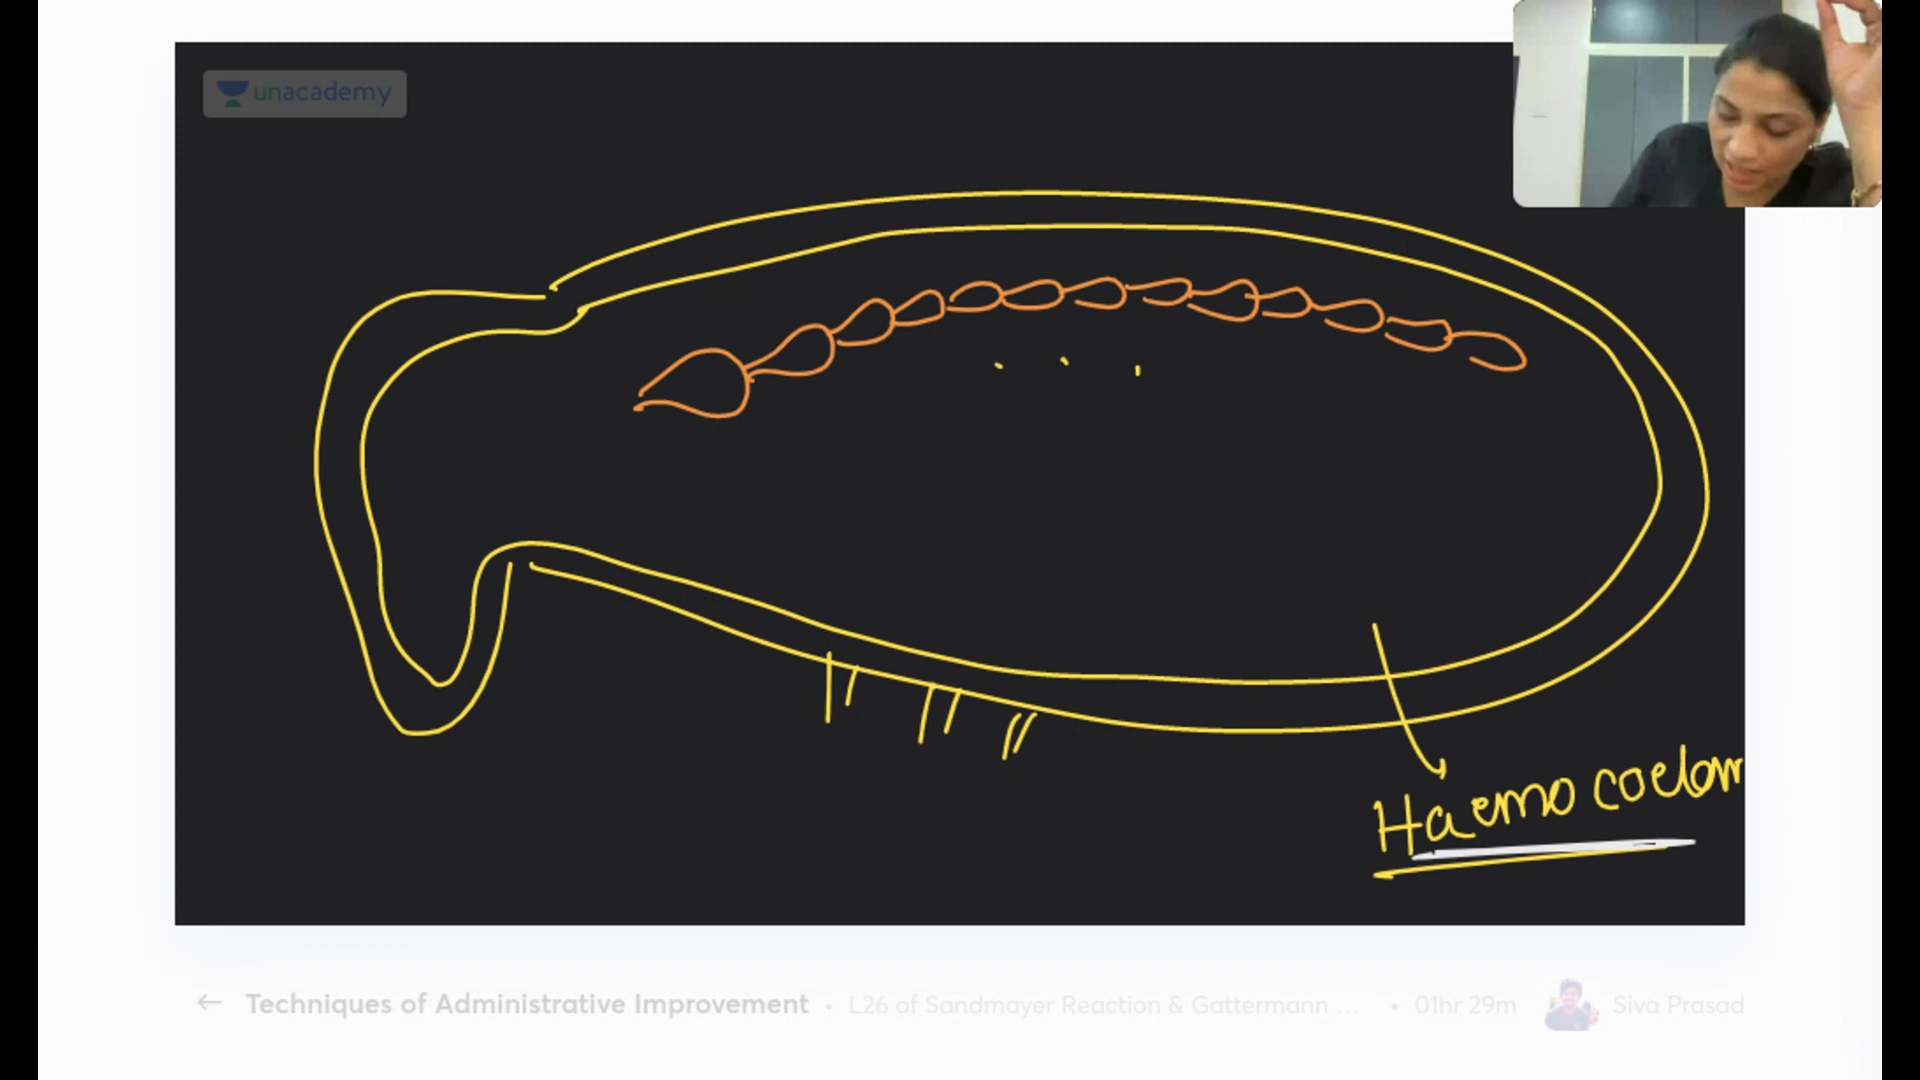 unacademy
Haemo coelom
← Techniques of Administrative Improvement • L26 of Sandmayer Reaction & Gattermann ... • 01hr 29m Siva Prasad